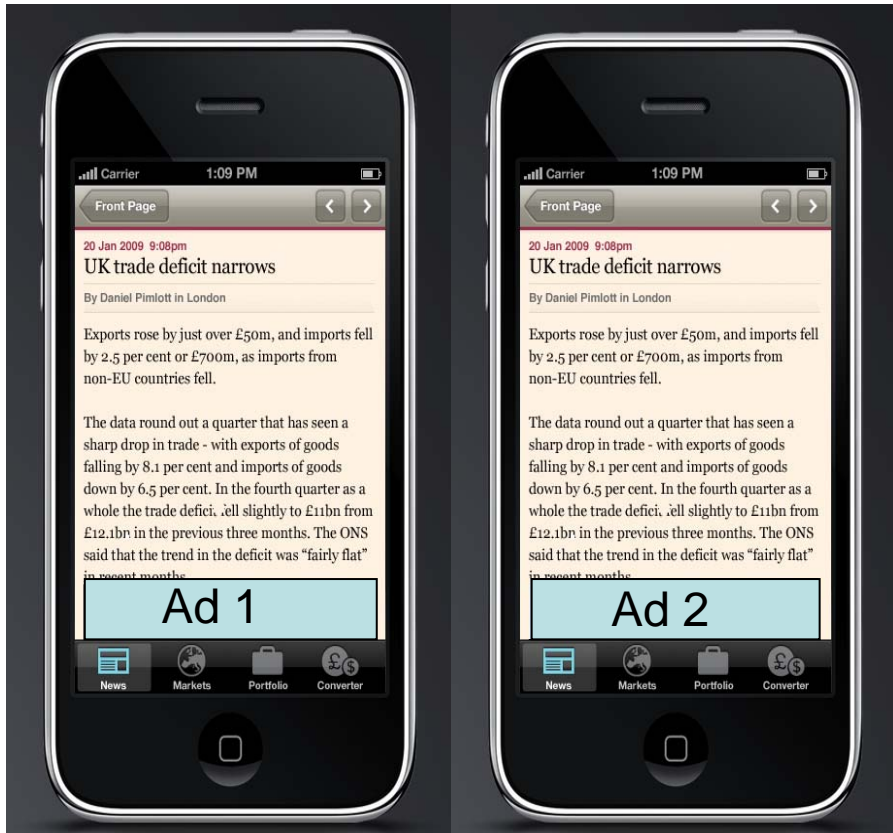 Carrier 1:09 PM
Front Page
20 Jan 2009 9:08pm
UK trade deficit narrows
By Daniel Pimlott in London
Exports rose by just over £50m, and imports fell
by 2.5 per cent or £700m, as imports from
non-EU countries fell.
The data round out a quarter that has seen a
sharp drop in trade - with exports of goods
falling by 8.1 per cent and imports of goods
down by 6.5 per cent. In the fourth quarter as a
whole the trade deficit fell slightly to £11bn from
£12.1bn in the previous three months. The ONS
said that the trend in the deficit was “fairly flat”
in recent months
Ad 1
News Markets Portfolio Converter
Carrier 1:09 PM
Front Page
20 Jan 2009 9:08pm
UK trade deficit narrows
By Daniel Pimlott in London
Exports rose by just over £50m, and imports fell
by 2.5 per cent or £700m, as imports from
non-EU countries fell.
The data round out a quarter that has seen a
sharp drop in trade - with exports of goods
falling by 8.1 per cent and imports of goods
down by 6.5 per cent. In the fourth quarter as a
whole the trade deficit fell slightly to £11bn from
£12.1bn in the previous three months. The ONS
said that the trend in the deficit was “fairly flat”
in recent months
Ad 2
News Markets Portfolio Converter